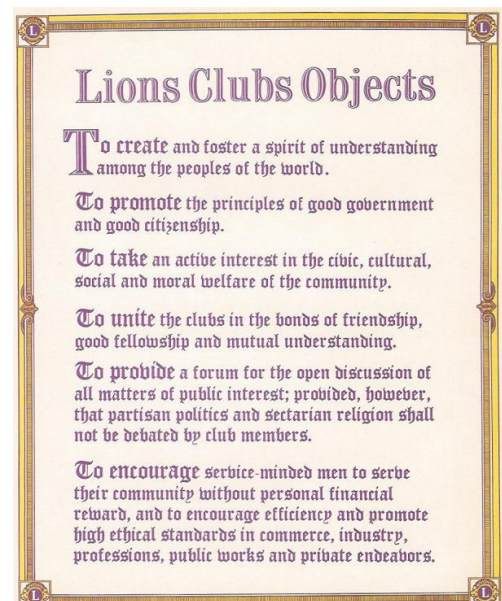 Lions Clubs Objects
To create and foster a spirit of understanding
among the peoples of the world.
To promote the principles of good government
and good citizenship.
To take an active interest in the civic, cultural,
social and moral welfare of the community.
To unite the clubs in the bonds of friendship,
good fellowship and mutual understanding.
To provide a forum for the open discussion of
all matters of public interest; provided, however,
that partisan politics and sectarian religion shall
not be debated by club members.
To encourage service-minded men to serve
their community without personal financial
reward, and to encourage efficiency and promote
high ethical standards in commerce, industry,
professions, public works and private endeavors.